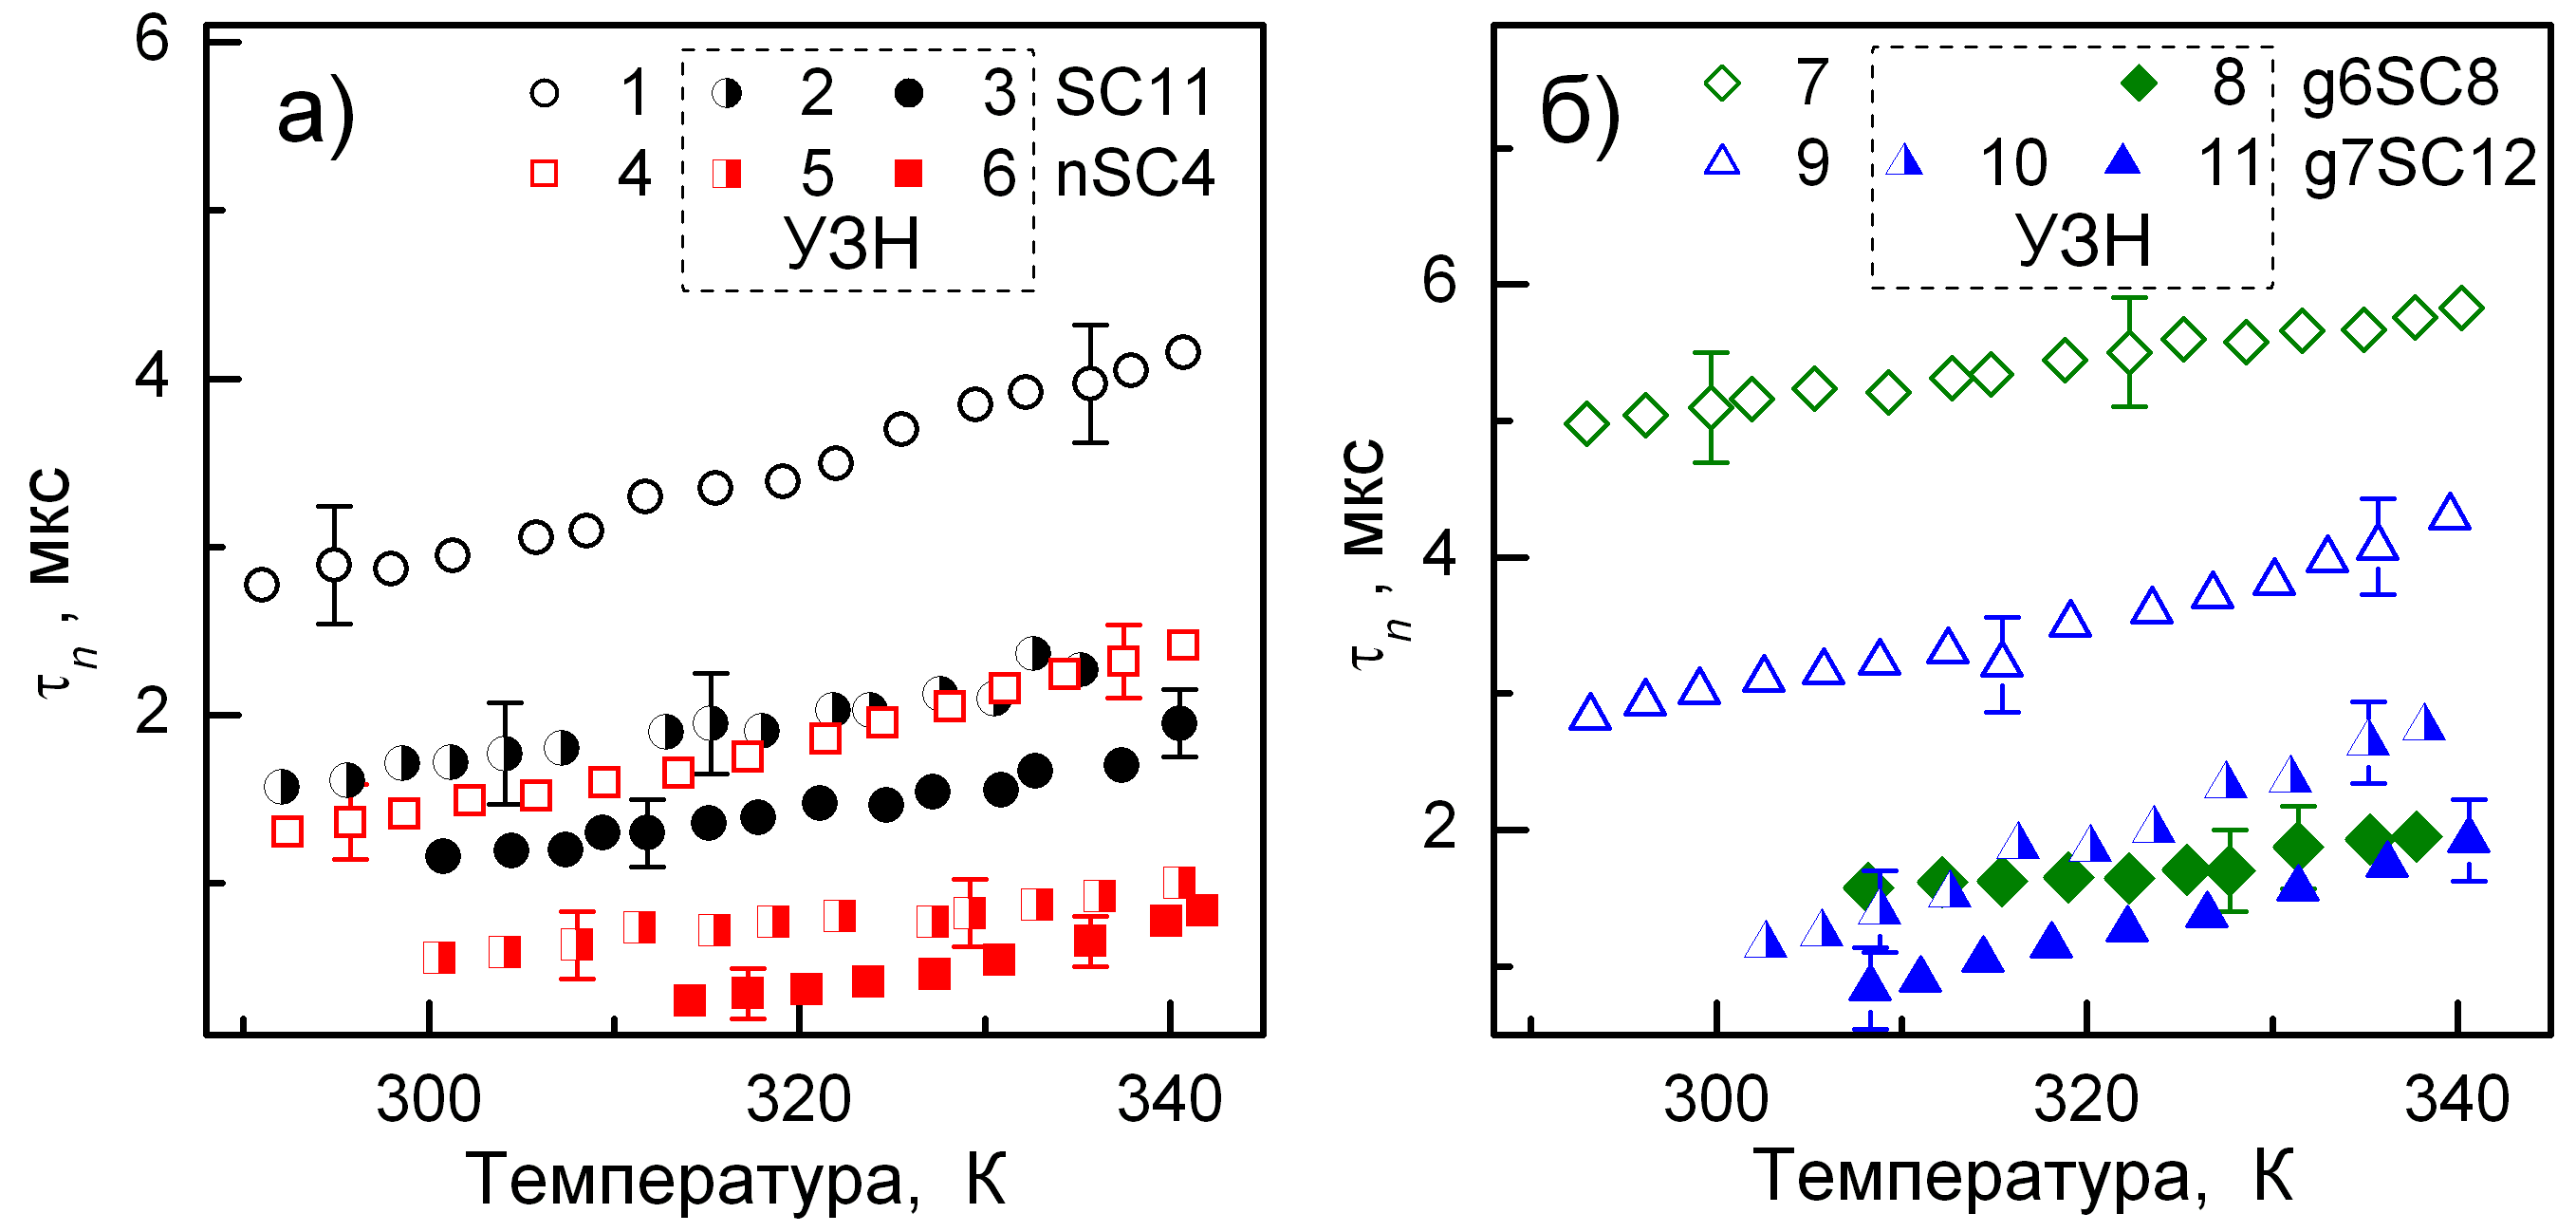 а)
1 2 3 SC11
4 5 6 nSC4
УЗН
6
4
2
τn , мкс
300 320 340
Температура, К
б)
7 8 g6SC8
9 10 11 g7SC12
УЗН
6
4
2
τn , мкс
300 320 340
Температура, К